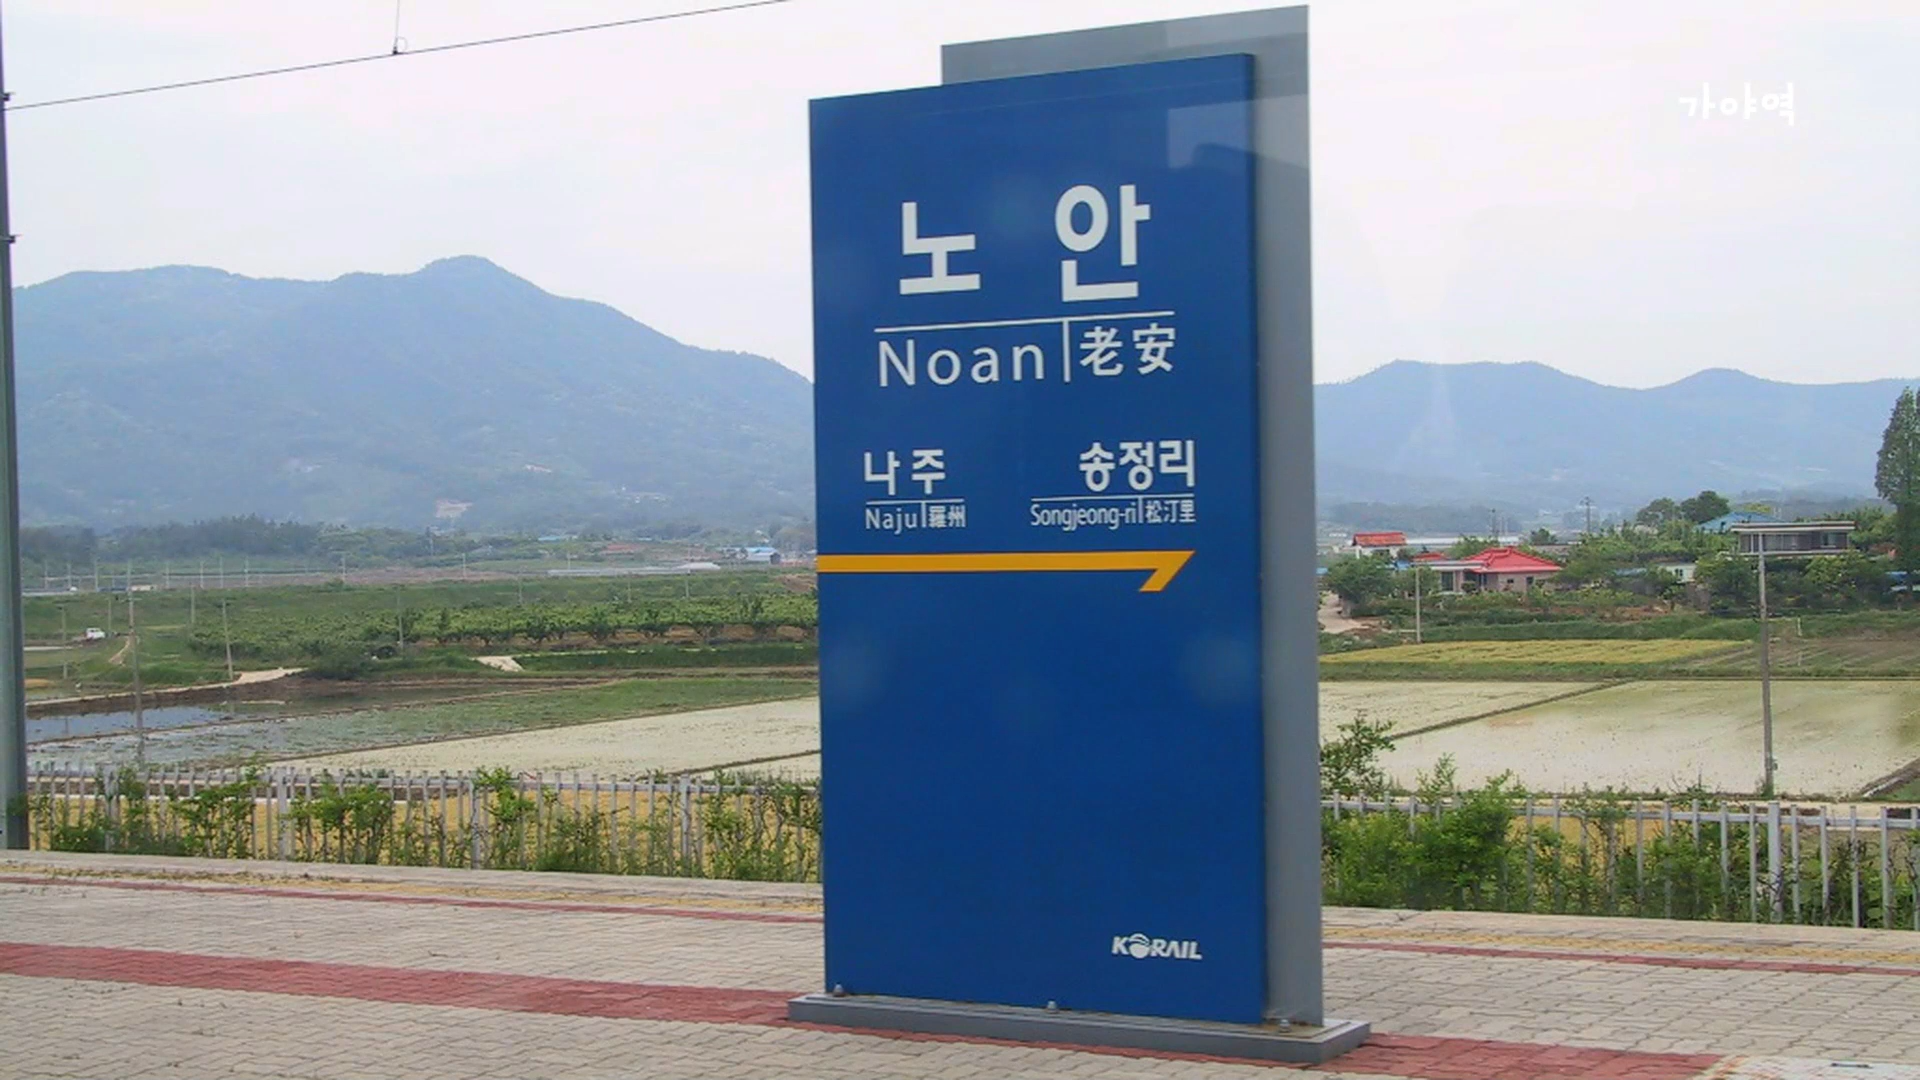 가야역
노 안
Noan 老安
나주 송정리
Naju 羅州 Songjeong-ri 松汀里
KORAIL